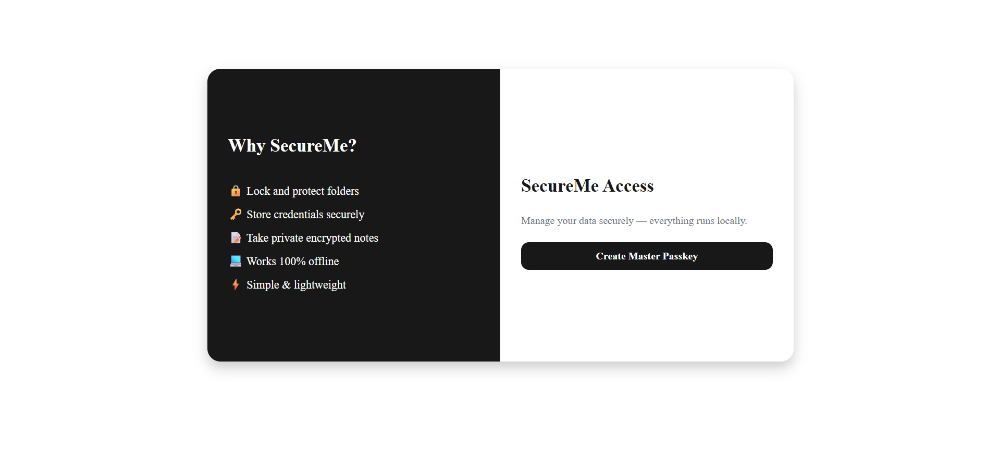 Why SecureMe?
🔒 Lock and protect folders
🔑 Store credentials securely
📝 Take private encrypted notes
💻 Works 100% offline
⚡ Simple & lightweight
SecureMe Access
Manage your data securely — everything runs locally.
Create Master Passkey